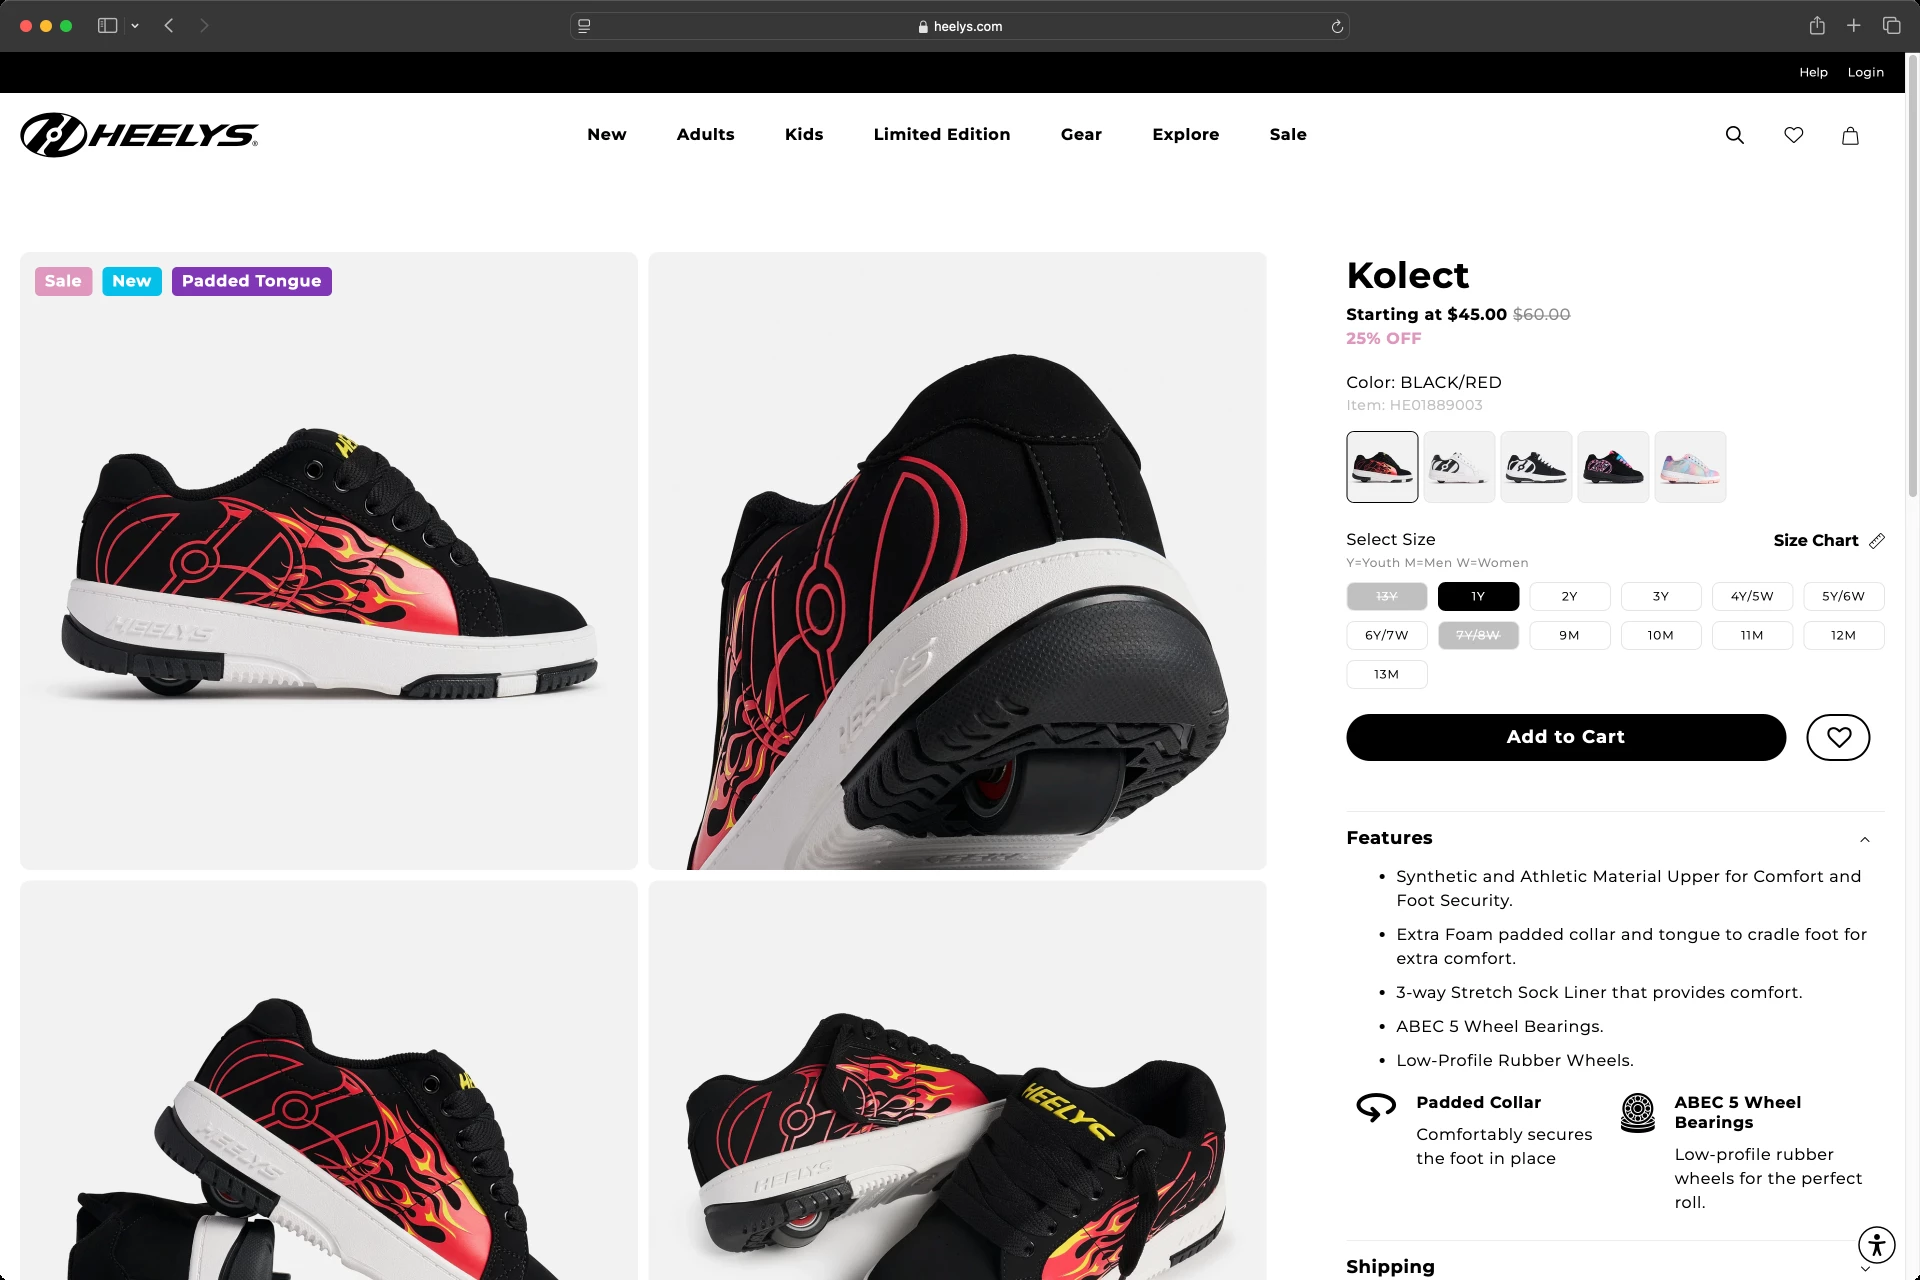 heelys.com
Help Login
HEELYS
New Adults Kids Limited Edition Gear Explore Sale
Sale New Padded Tongue
Kolect
Starting at $45.00 $60.00
25% OFF
Color: BLACK/RED
Item: HE01889003
Select Size
Size Chart
Y=Youth M=Men W=Women
13Y 1Y 2Y 3Y 4Y/5W 5Y/6W
6Y/7W 7Y/8W 9M 10M 11M 12M
13M
Add to Cart
Features
• Synthetic and Athletic Material Upper for Comfort and
Foot Security.
• Extra Foam padded collar and tongue to cradle foot for
extra comfort.
• 3-way Stretch Sock Liner that provides comfort.
• ABEC 5 Wheel Bearings.
• Low-Profile Rubber Wheels.
Padded Collar
Comfortably secures
the foot in place
ABEC 5 Wheel
Bearings
Low-profile rubber
wheels for the perfect
roll.
Shipping
HEELYS
HEELYS
HEELYS
HEELYS
HEELYS